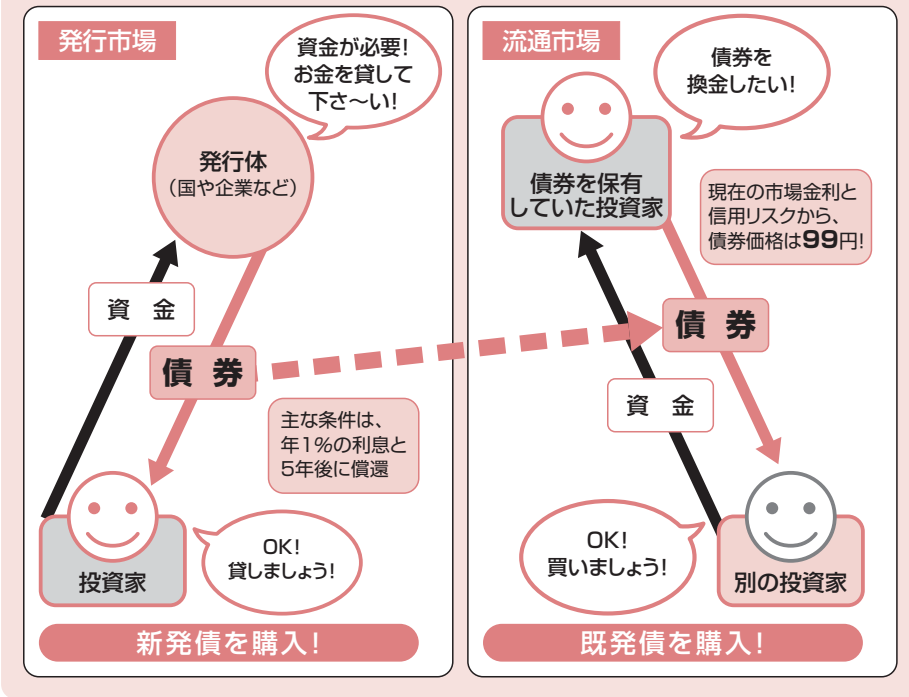 発行市場
資金が必要!
お金を貸して
下さ〜い!
発行体
(国や企業など)
資 金
債 券
主な条件は、
年1%の利息と
5年後に償還
投資家
OK!
貸しましょう!
新発債を購入!
流通市場
債券を
換金したい!
債券を保有
していた投資家
現在の市場金利と
信用リスクから、
債券価格は99円!
債 券
資 金
OK!
買いましょう!
別の投資家
既発債を購入!